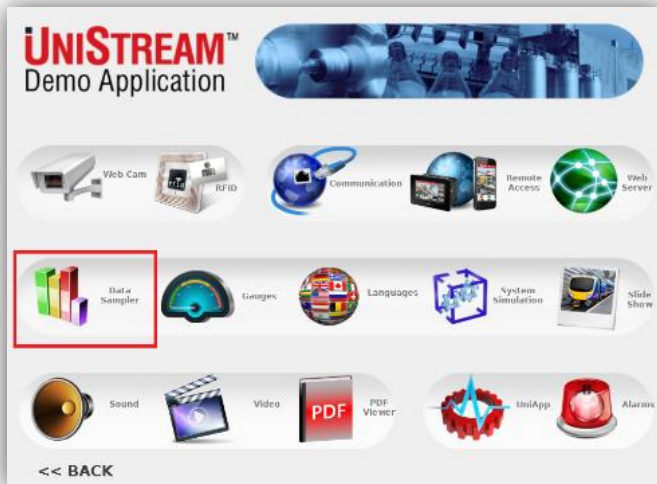 UNISTREAM™
Demo Application
Web Cam
rfid
RFID
Communication
Remote
Access
Web
Server
Data
Sampler
Gauges
Languages
System
Simulation
Slide
Show
Sound
Video
PDF
PDF
Viewer
UniApp
Alarms
<< BACK